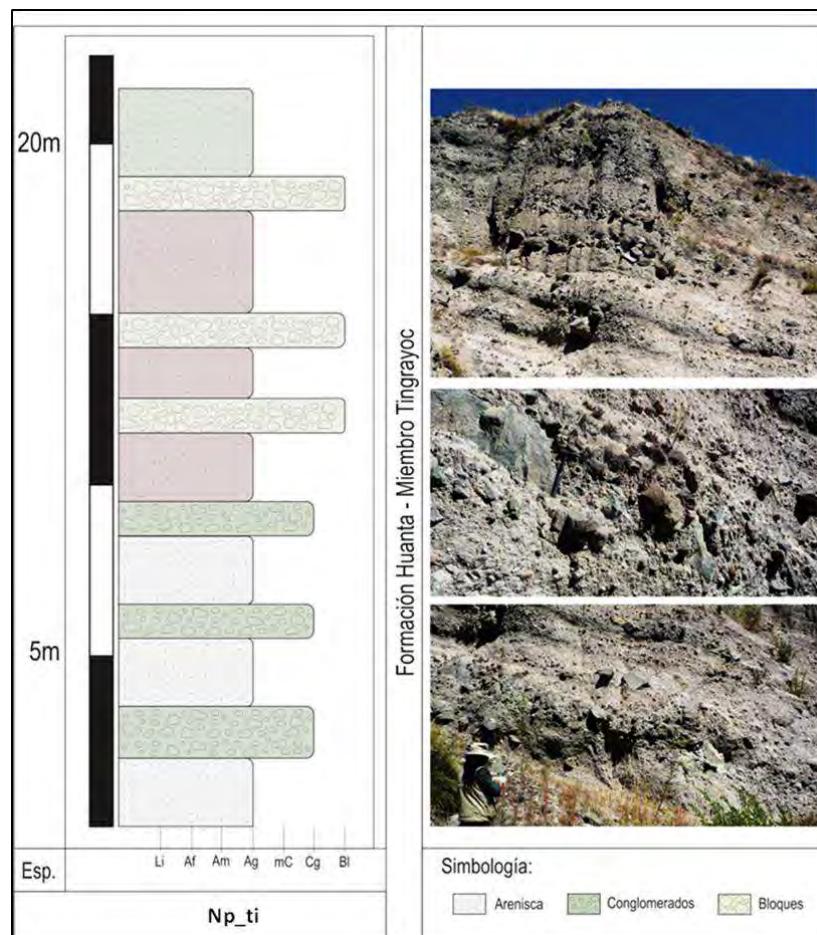 20m
5m
Esp.
Li Af Am Ag mC Cg Bl
Np_ti
Formación Huanta - Miembro Tingrayoc
Simbología:
Arenisca Conglomerados Bloques